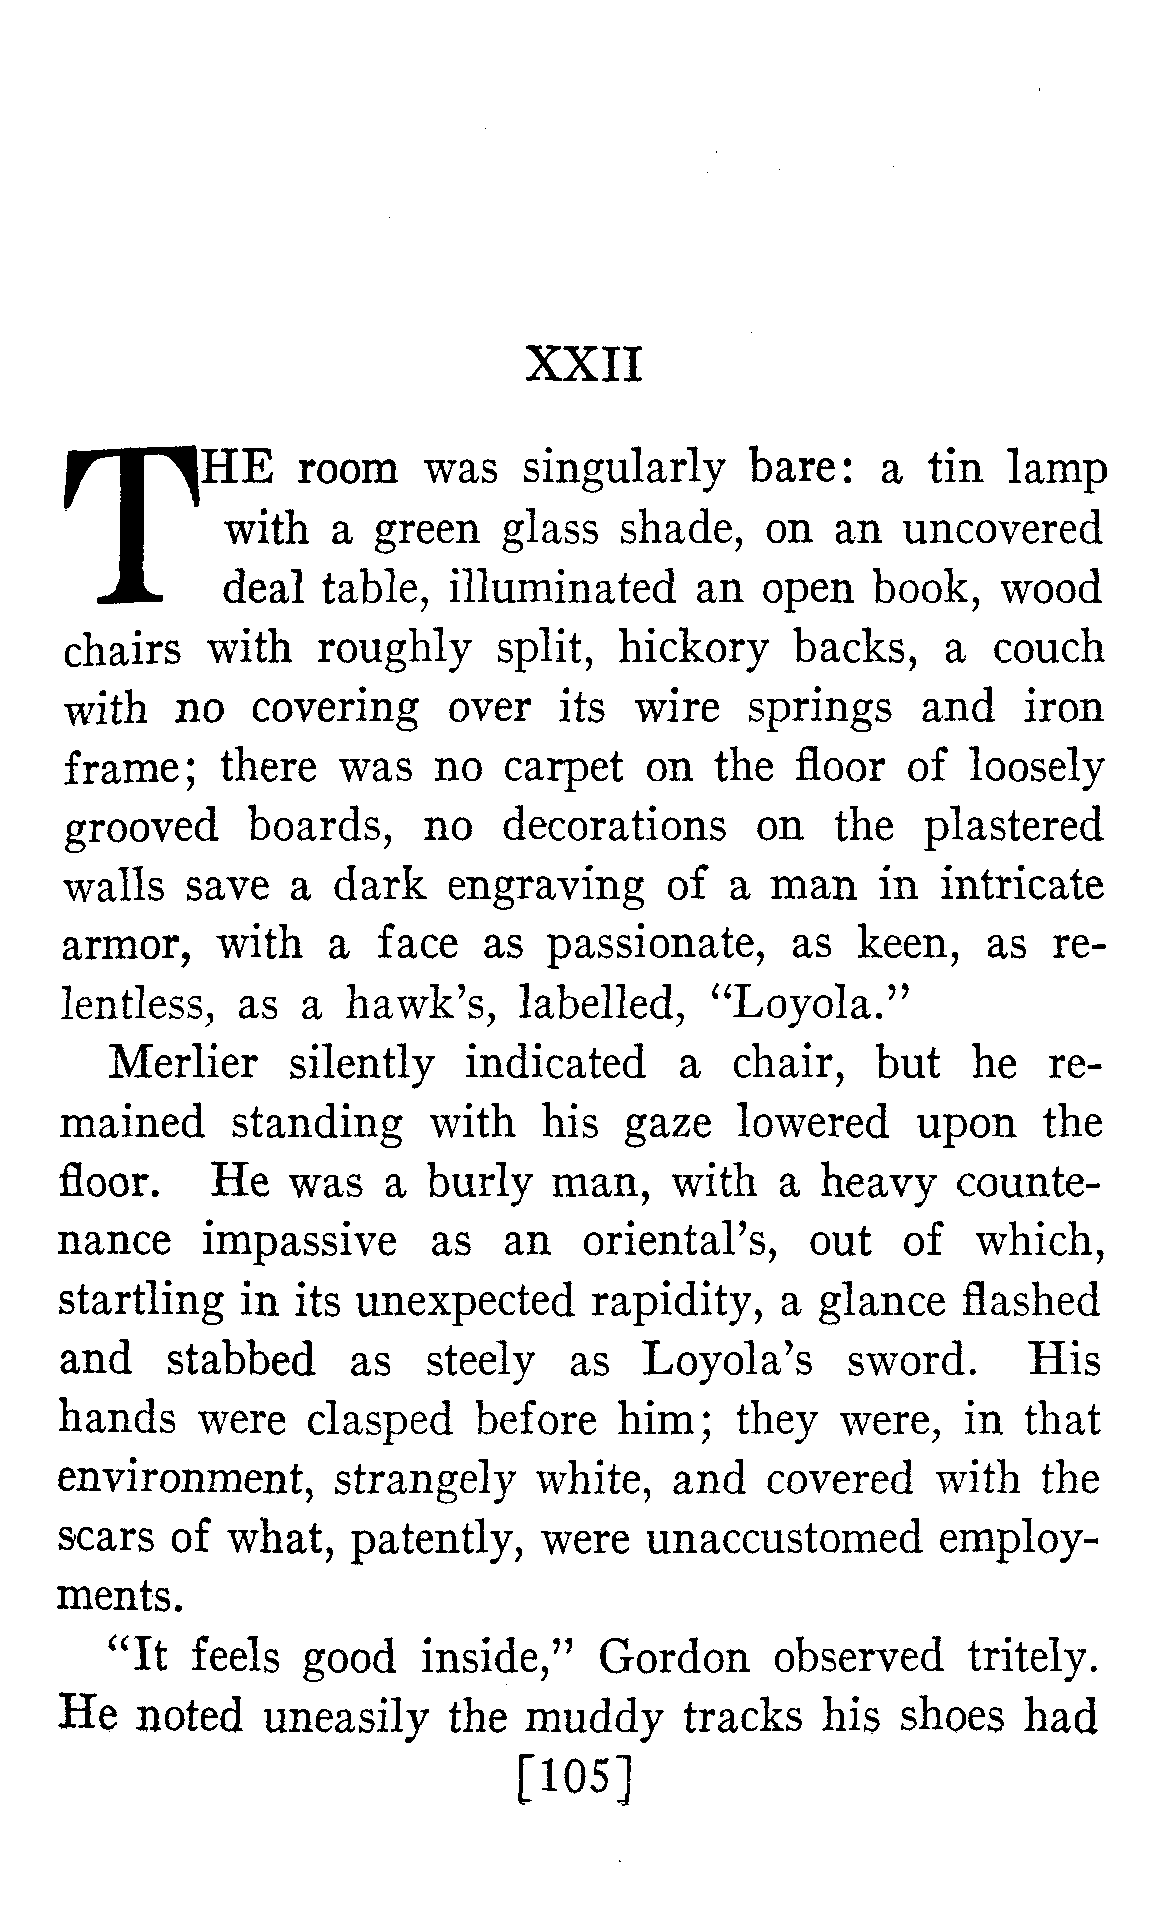 XXII
THE room was singularly bare: a tin lamp
with a green glass shade, on an uncovered
deal table, illuminated an open book, wood
chairs with roughly split, hickory backs, a couch
with no covering over its wire springs and iron
frame; there was no carpet on the floor of loosely
grooved boards, no decorations on the plastered
walls save a dark engraving of a man in intricate
armor, with a face as passionate, as keen, as re-
lentless, as a hawk's, labelled, "Loyola."
Merlier silently indicated a chair, but he re-
mained standing with his gaze lowered upon the
floor. He was a burly man, with a heavy counte-
nance impassive as an oriental's, out of which,
startling in its unexpected rapidity, a glance flashed
and stabbed as steely as Loyola's sword. His
hands were clasped before him; they were, in that
environment, strangely white, and covered with the
scars of what, patently, were unaccustomed employ-
ments.
"It feels good inside," Gordon observed tritely.
He noted uneasily the muddy tracks his shoes had
[105]